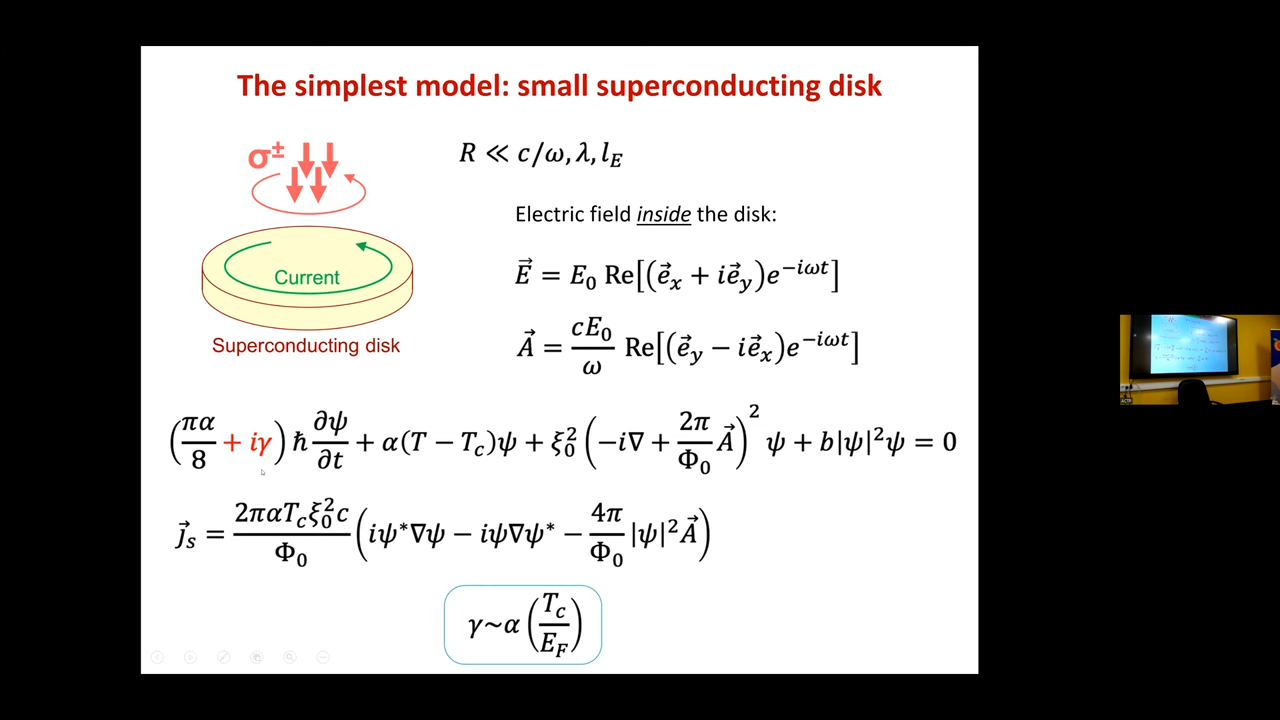 The simplest model: small superconducting disk
σ±
R ≪ c/ω, λ, l_E
Electric field inside the disk:
Current
Superconducting disk
E⃗ = E₀ Re[(e⃗ₓ + ie⃗_y)e^{−iωt}]
A⃗ = cE₀/ω Re[(e⃗_y − ie⃗ₓ)e^{−iωt}]
(πα/8 + iγ) ℏ ∂ψ/∂t + α(T − T_c)ψ + ξ₀² (−i∇ + 2π/Φ₀ A⃗)² ψ + b|ψ|²ψ = 0
j⃗_s = 2παT_cξ₀²c/Φ₀ (iψ*∇ψ − iψ∇ψ* − 4π/Φ₀ |ψ|²A⃗)
γ~α (T_c/E_F)